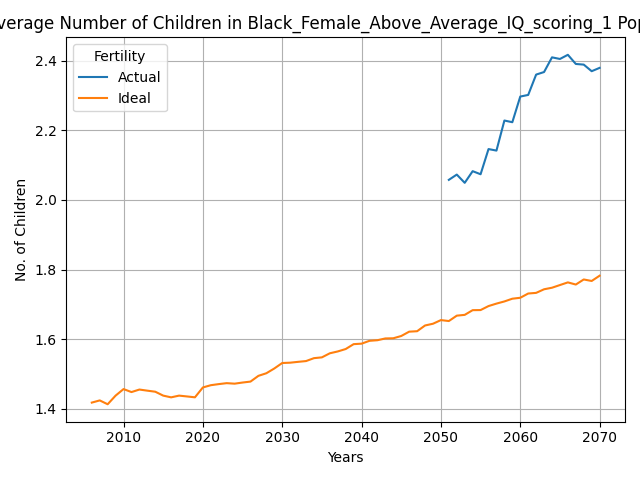 verage Number of Children in Black_Female_Above_Average_IQ_scoring_1 Pop
Fertility
Actual
Ideal
No. of Children
2.4
2.2
2.0
1.8
1.6
1.4
2010 2020 2030 2040 2050 2060 2070
Years